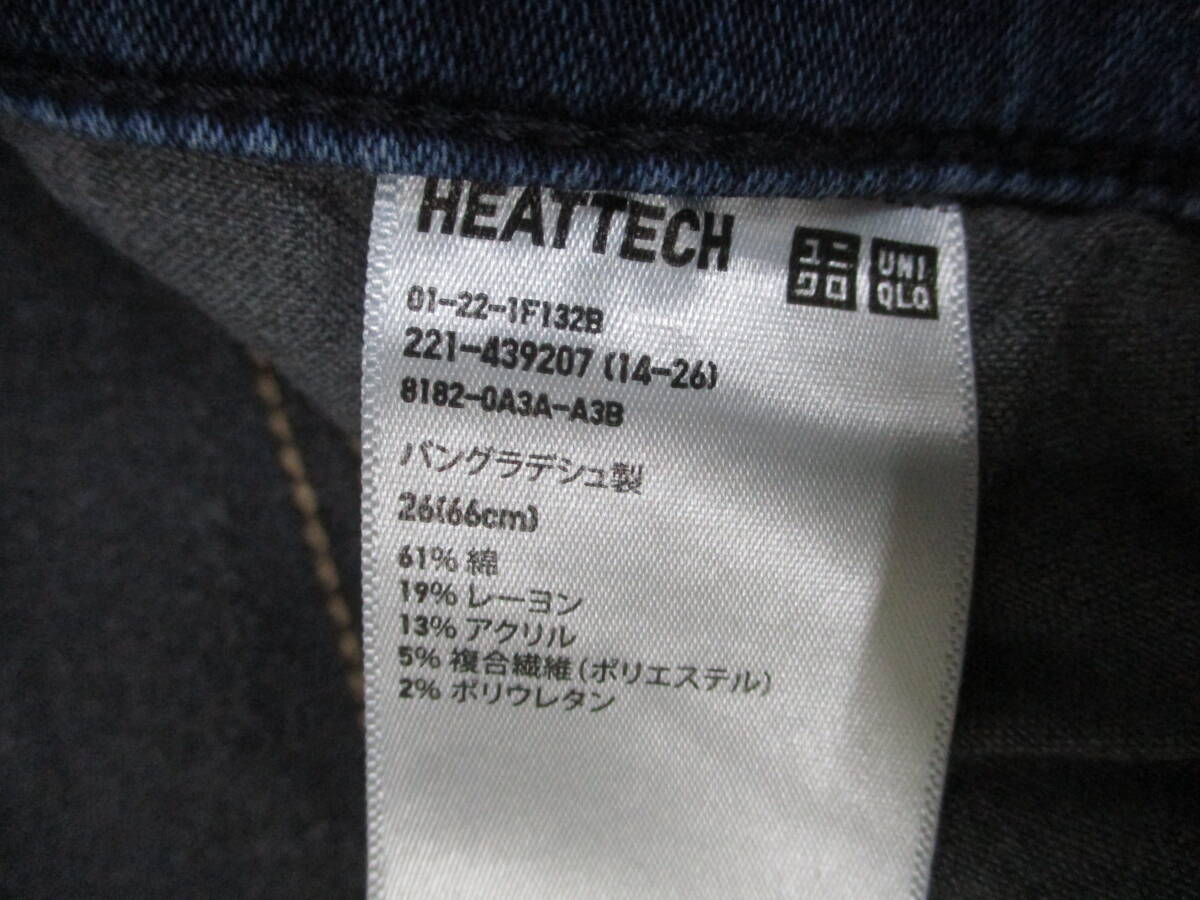 HEATTECH
ユニ
クロ
UNI
QLO
01-22-1F132B
221-439207 (14-26)
8182-0A3A-A3B
バングラデシュ製
26(66cm)
61% 綿
19% レーヨン
13% アクリル
5% 複合繊維 (ポリエステル)
2% ポリウレタン